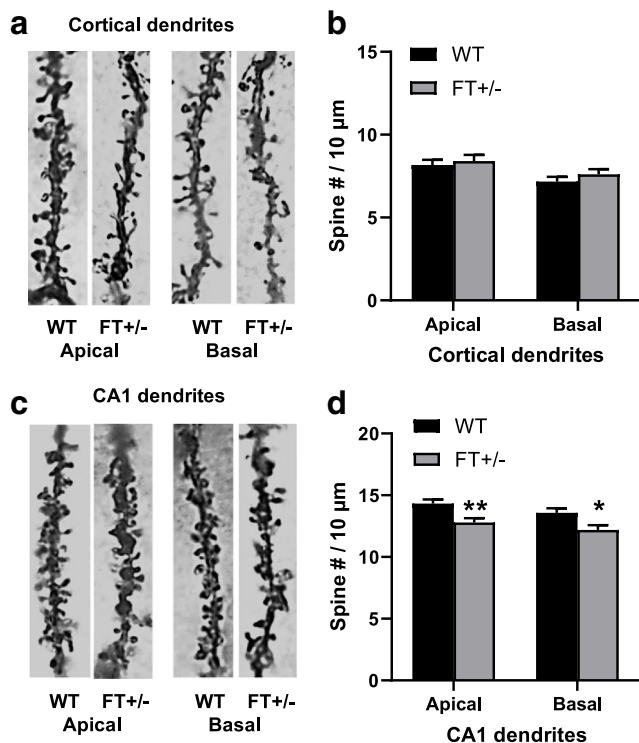 a
Cortical dendrites
WT FT+/- WT FT+/-
Apical Basal
b
15
10
5
0
Spine # / 10 µm
WT
FT+/-
Apical Basal
Cortical dendrites
c
CA1 dendrites
WT FT+/- WT FT+/-
Apical Basal
d
20
15
10
5
0
Spine # / 10 µm
WT
FT+/-
** *
Apical Basal
CA1 dendrites